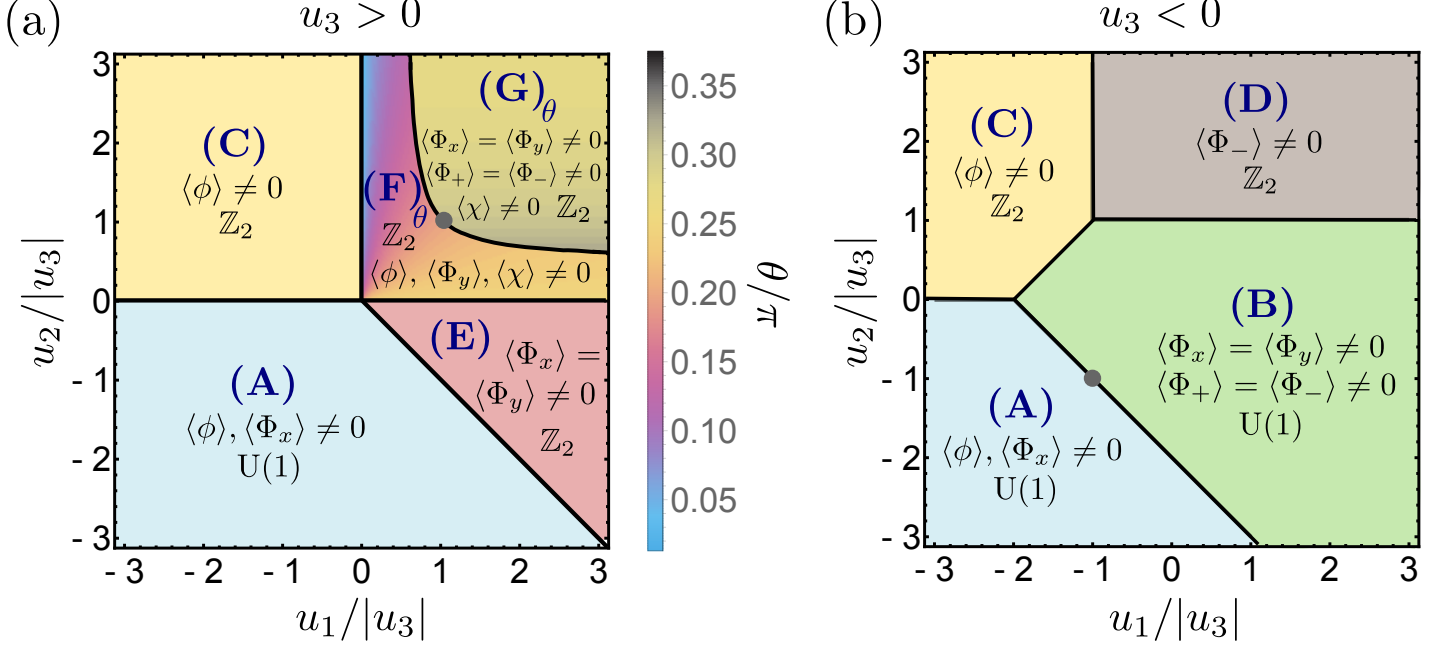 (a)
u₃ > 0
3
2
1
0
- 1
- 2
- 3
u₂/|u₃|
(C)
⟨ϕ⟩ ≠ 0
ℤ₂
(G)θ
⟨Φₓ⟩ = ⟨Φᵧ⟩ ≠ 0
⟨Φ₊⟩ = ⟨Φ₋⟩ ≠ 0
⟨χ⟩ ≠ 0 ℤ₂
(F)θ
ℤ₂
⟨ϕ⟩, ⟨Φᵧ⟩, ⟨χ⟩ ≠ 0
(A)
⟨ϕ⟩, ⟨Φₓ⟩ ≠ 0
U(1)
(E)
⟨Φₓ⟩ =
⟨Φᵧ⟩ ≠ 0
ℤ₂
- 3 - 2 - 1 0 1 2 3
u₁/|u₃|
0.35
0.30
0.25
0.20
0.15
0.10
0.05
θ/π
(b)
u₃ < 0
3
2
1
0
- 1
- 2
- 3
u₂/|u₃|
(C)
⟨ϕ⟩ ≠ 0
ℤ₂
(D)
⟨Φ₋⟩ ≠ 0
ℤ₂
(B)
⟨Φₓ⟩ = ⟨Φᵧ⟩ ≠ 0
⟨Φ₊⟩ = ⟨Φ₋⟩ ≠ 0
U(1)
(A)
⟨ϕ⟩, ⟨Φₓ⟩ ≠ 0
U(1)
- 3 - 2 - 1 0 1 2 3
u₁/|u₃|